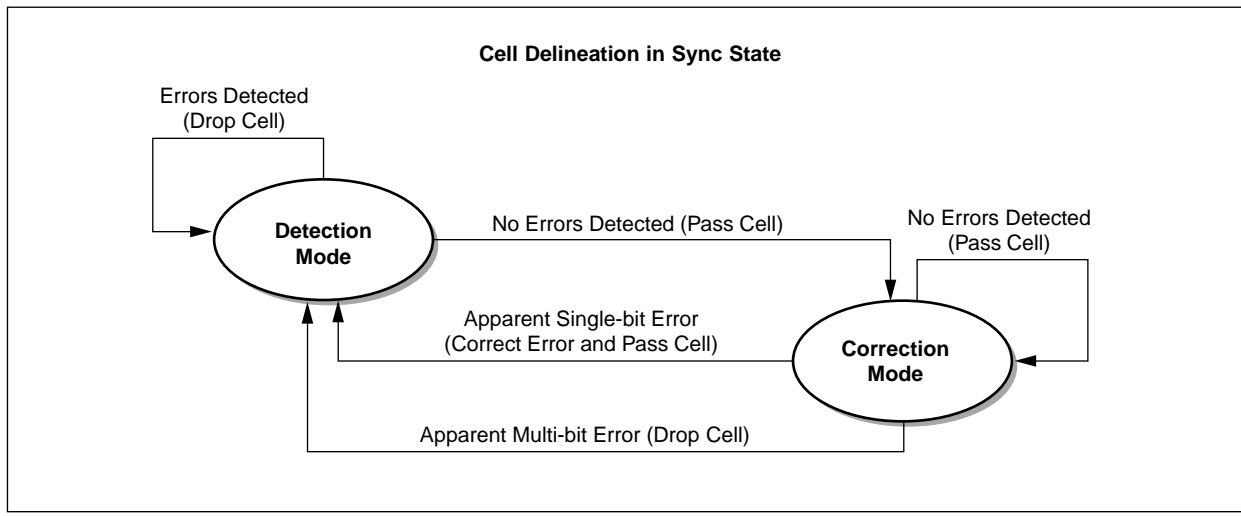 Cell Delineation in Sync State
Errors Detected
(Drop Cell)
Detection
Mode
No Errors Detected (Pass Cell)
No Errors Detected
(Pass Cell)
Apparent Single-bit Error
(Correct Error and Pass Cell)
Correction
Mode
Apparent Multi-bit Error (Drop Cell)